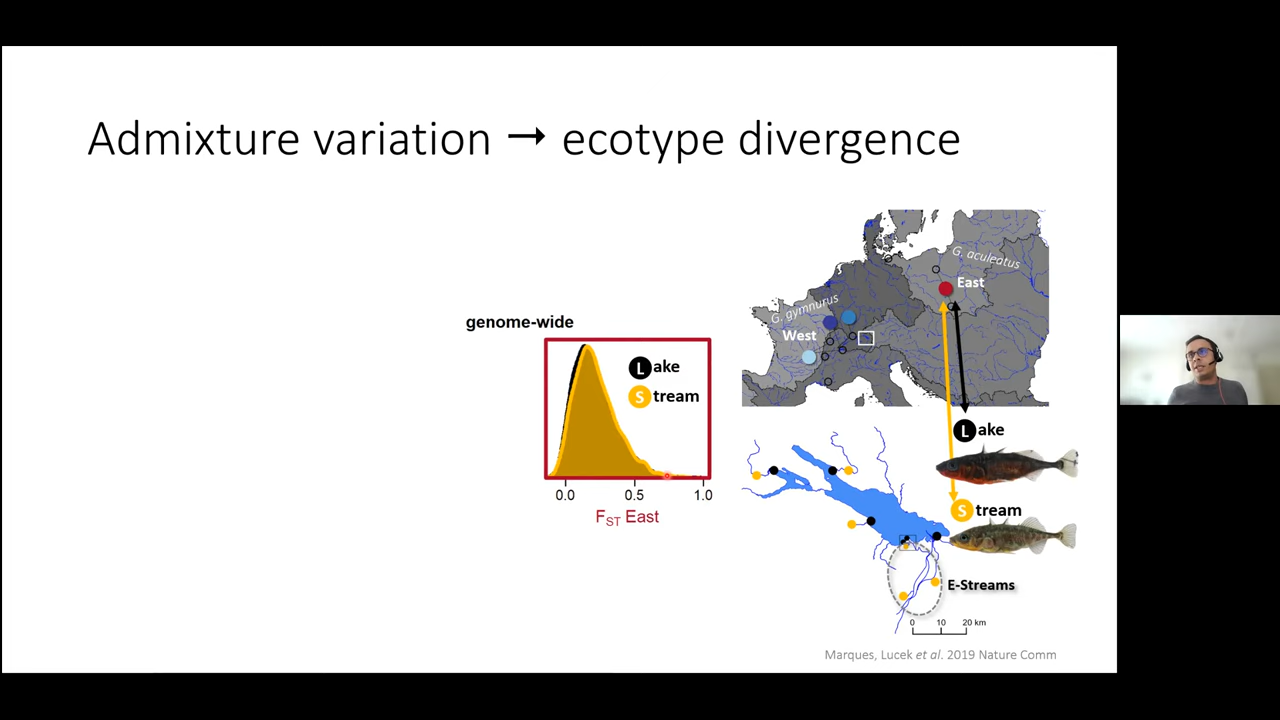 Admixture variation → ecotype divergence
G. aculeatus
East
G. gymnurus
West
genome-wide
Lake
Stream
0.0 0.5 1.0
FST East
Lake
Stream
E-Streams
0 10 20 km
Marques, Lucek et al. 2019 Nature Comm